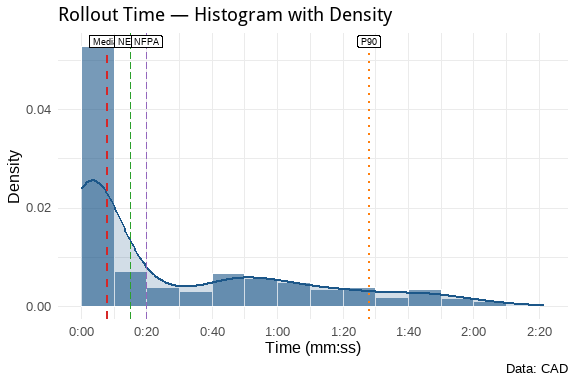 Rollout Time — Histogram with Density
Medi NE NFPA P90
0.04
0.02
0.00
Density
0:00 0:20 0:40 1:00 1:20 1:40 2:00 2:20
Time (mm:ss)
Data: CAD